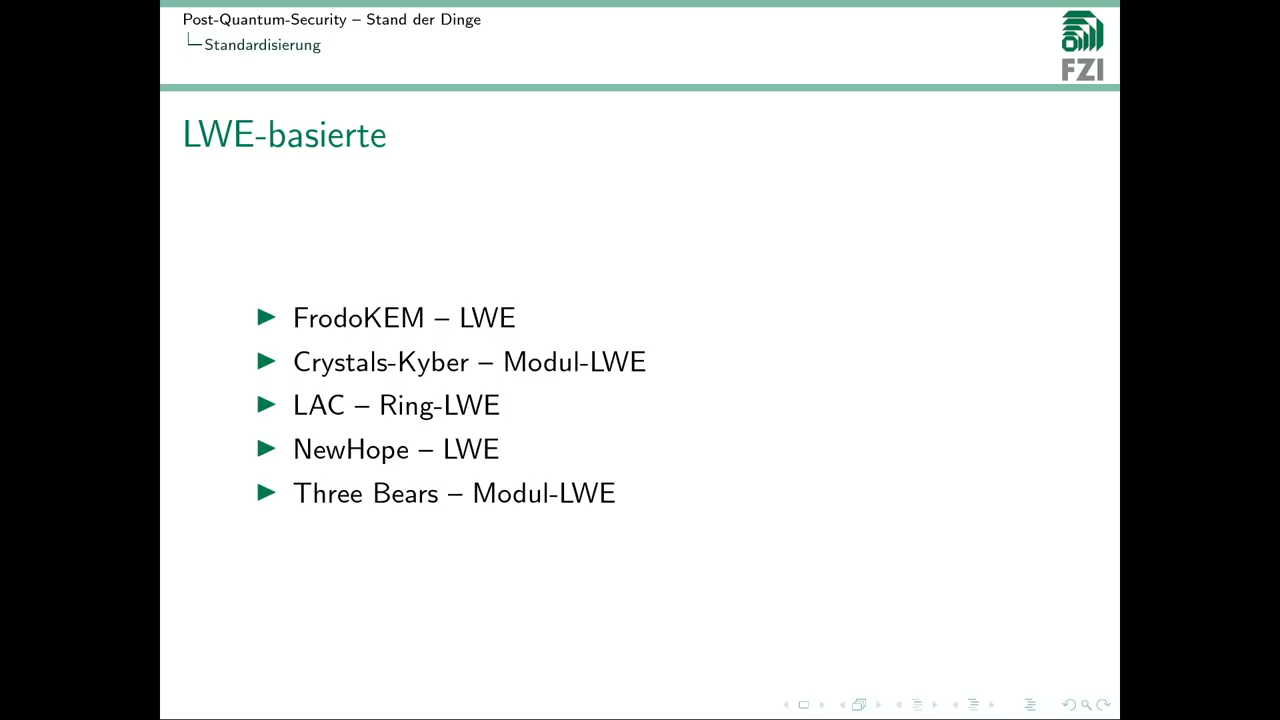 Post-Quantum-Security – Stand der Dinge
Standardisierung
FZI
LWE-basierte
FrodoKEM – LWE
Crystals-Kyber – Modul-LWE
LAC – Ring-LWE
NewHope – LWE
Three Bears – Modul-LWE